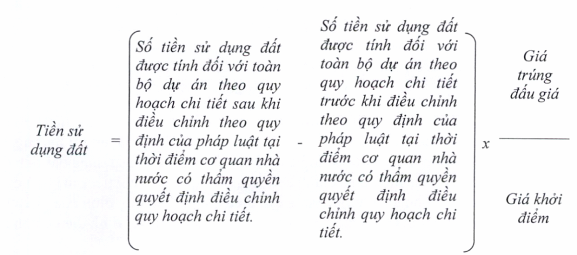 Tiền sử
dụng đất
=
Số tiền sử dụng đất
được tính đối với toàn
bộ dự án theo quy
hoạch chi tiết sau khi
điều chỉnh theo quy
định của pháp luật tại
thời điểm cơ quan nhà
nước có thẩm quyền
quyết định điều chỉnh
quy hoạch chi tiết.
-
Số tiền sử dụng đất
được tính đối với
toàn bộ dự án theo
quy hoạch chi tiết
trước khi điều chỉnh
theo quy định của
pháp luật tại thời
điểm cơ quan nhà
nước có thẩm quyền
quyết định điều
chỉnh quy hoạch chi
tiết.
x
Giá
trúng
đấu giá
Giá khởi
điểm